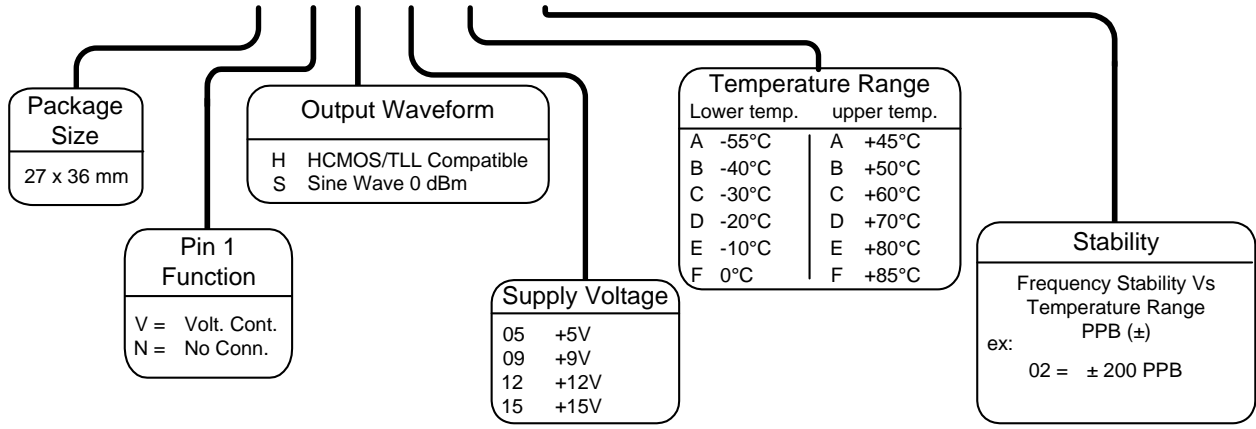 Package
Size
27 x 36 mm
Pin 1
Function
V = Volt. Cont.
N = No Conn.
Output Waveform
H HCMOS/TLL Compatible
S Sine Wave 0 dBm
Supply Voltage
05 +5V
09 +9V
12 +12V
15 +15V
Temperature Range
Lower temp. upper temp.
A -55°C A +45°C
B -40°C B +50°C
C -30°C C +60°C
D -20°C D +70°C
E -10°C E +80°C
F 0°C F +85°C
Stability
Frequency Stability Vs
Temperature Range
PPB (±)
ex:
02 = ± 200 PPB